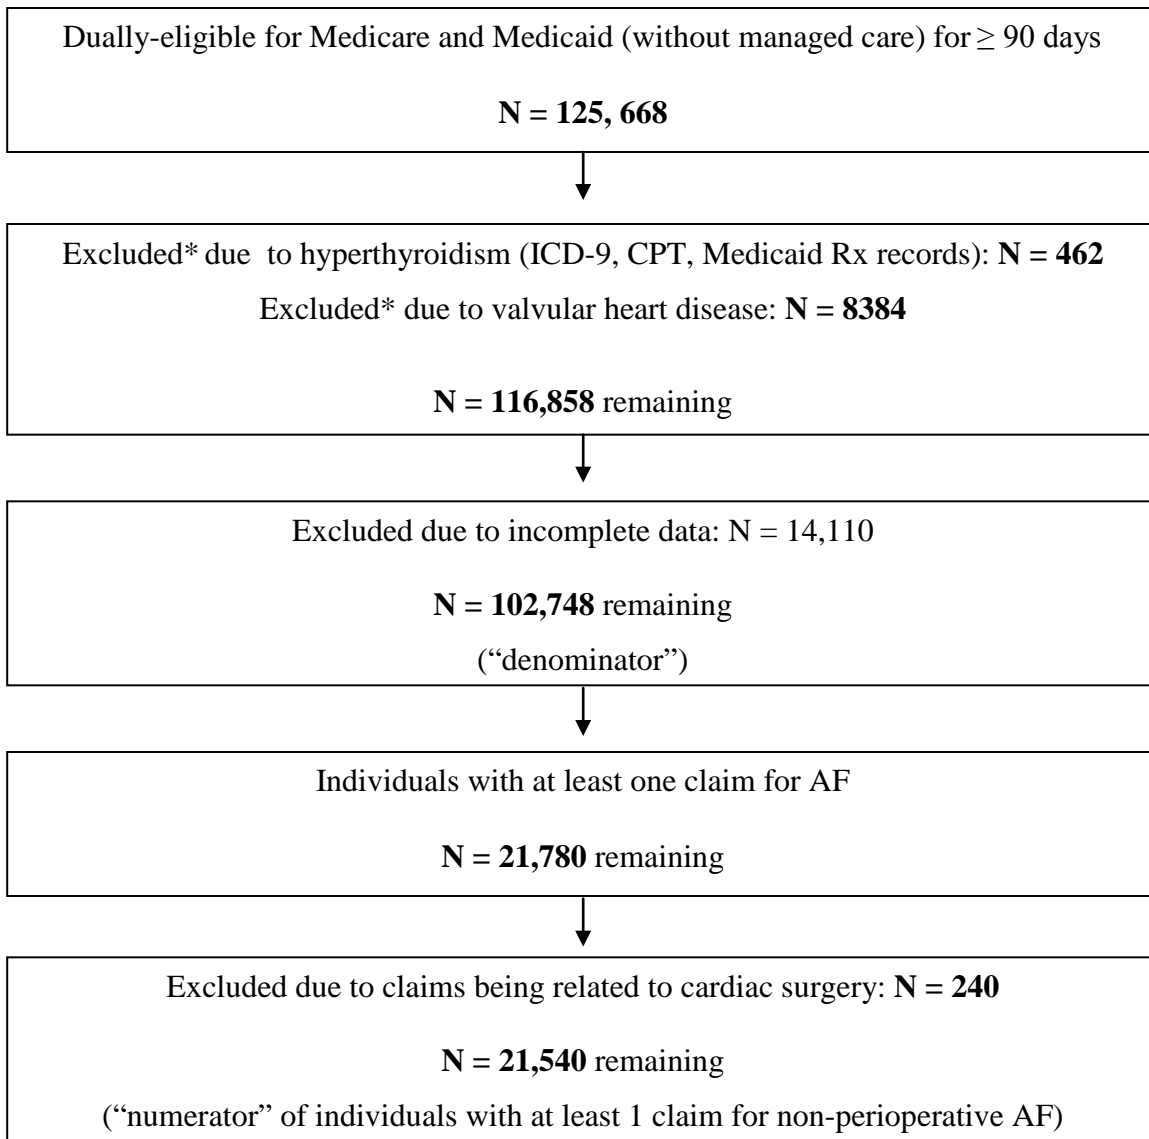 Dually-eligible for Medicare and Medicaid (without managed care) for ≥ 90 days
N = 125, 668
Excluded* due  to hyperthyroidism (ICD-9, CPT, Medicaid Rx records): N = 462
Excluded* due to valvular heart disease: N = 8384
N = 116,858 remaining
Excluded due to incomplete data: N = 14,110
N = 102,748 remaining
(“denominator”)
Individuals with at least one claim for AF
N = 21,780 remaining
Excluded due to claims being related to cardiac surgery: N = 240
N = 21,540 remaining
(“numerator” of individuals with at least 1 claim for non-perioperative AF)